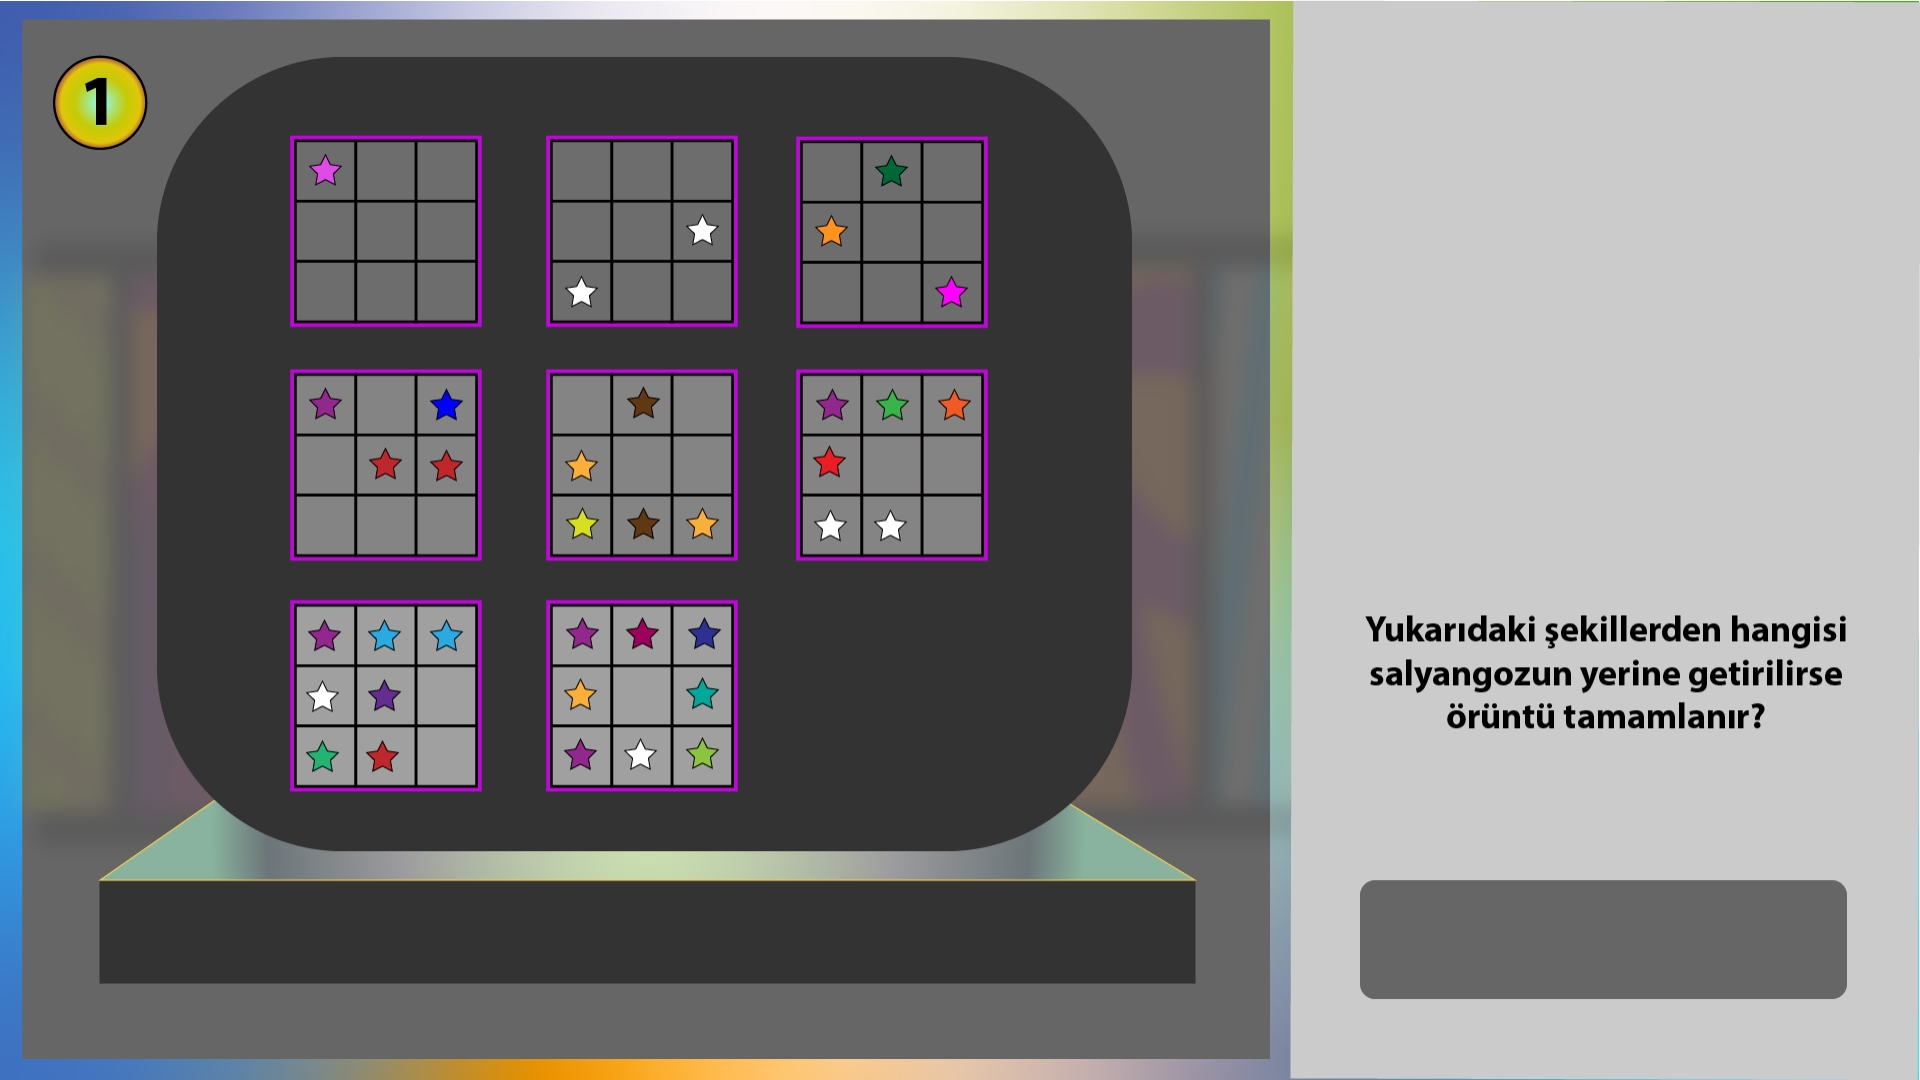 1
Yukarıdaki şekillerden hangisi
salyangozun yerine getirilirse
örüntü tamamlanır?